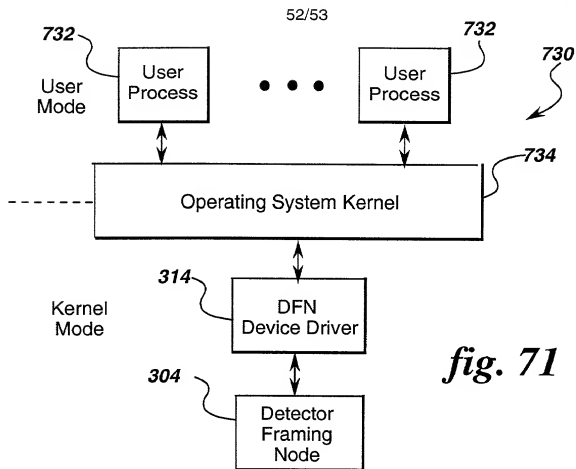 52/53
732
User
Process
732
User
Process
730
User
Mode
734
Operating System Kernel
314
DFN
Device Driver
Kernel
Mode
fig. 71
304
Detector
Framing
Node